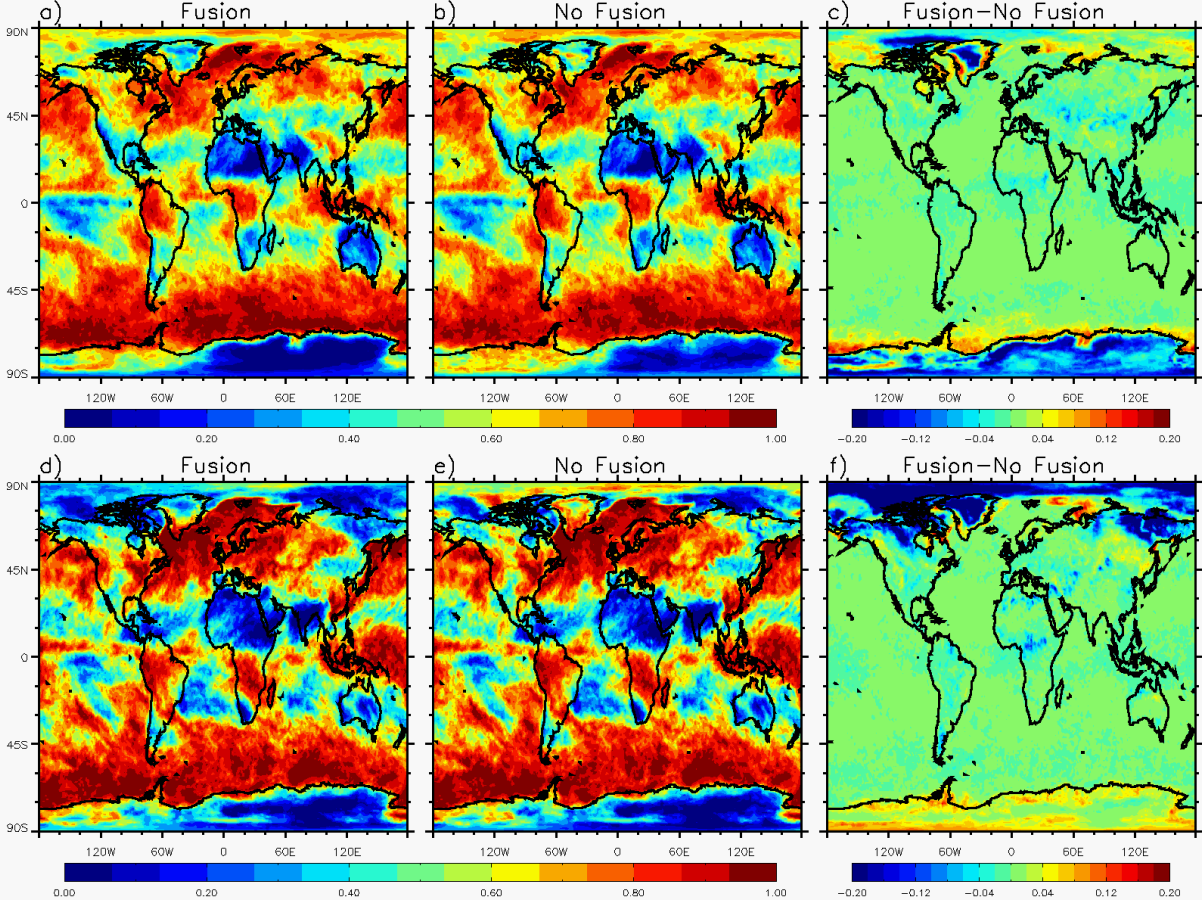 a) Fusion b) No Fusion c) Fusion−No Fusion
90N
45N
0
45S
90S
120W 60W 0 60E 120E 120W 60W 0 60E 120E 120W 60W 0 60E 120E
0.00 0.20 0.40 0.60 0.80 1.00 −0.20 −0.12 −0.04 0.04 0.12 0.20
d) Fusion e) No Fusion f) Fusion−No Fusion
90N
45N
0
45S
90S
120W 60W 0 60E 120E 120W 60W 0 60E 120E 120W 60W 0 60E 120E
0.00 0.20 0.40 0.60 0.80 1.00 −0.20 −0.12 −0.04 0.04 0.12 0.20